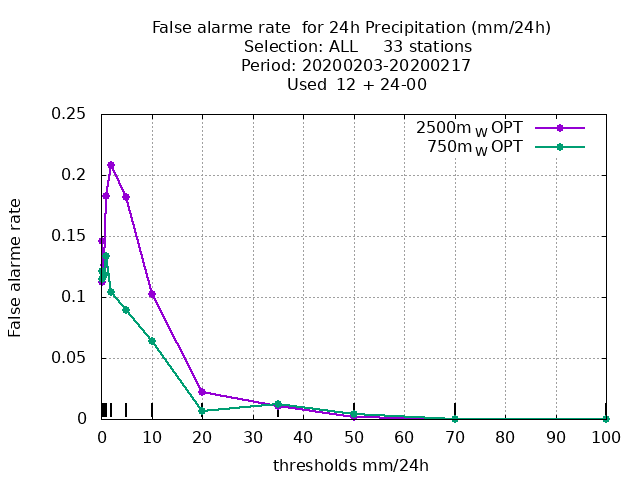 False alarme rate  for 24h Precipitation (mm/24h)
Selection: ALL     33 stations
Period: 20200203-20200217
Used  12 + 24-00
2500m W OPT
750m W OPT
0.25
0.2
0.15
0.1
0.05
0
False alarme rate
0 10 20 30 40 50 60 70 80 90 100
thresholds mm/24h